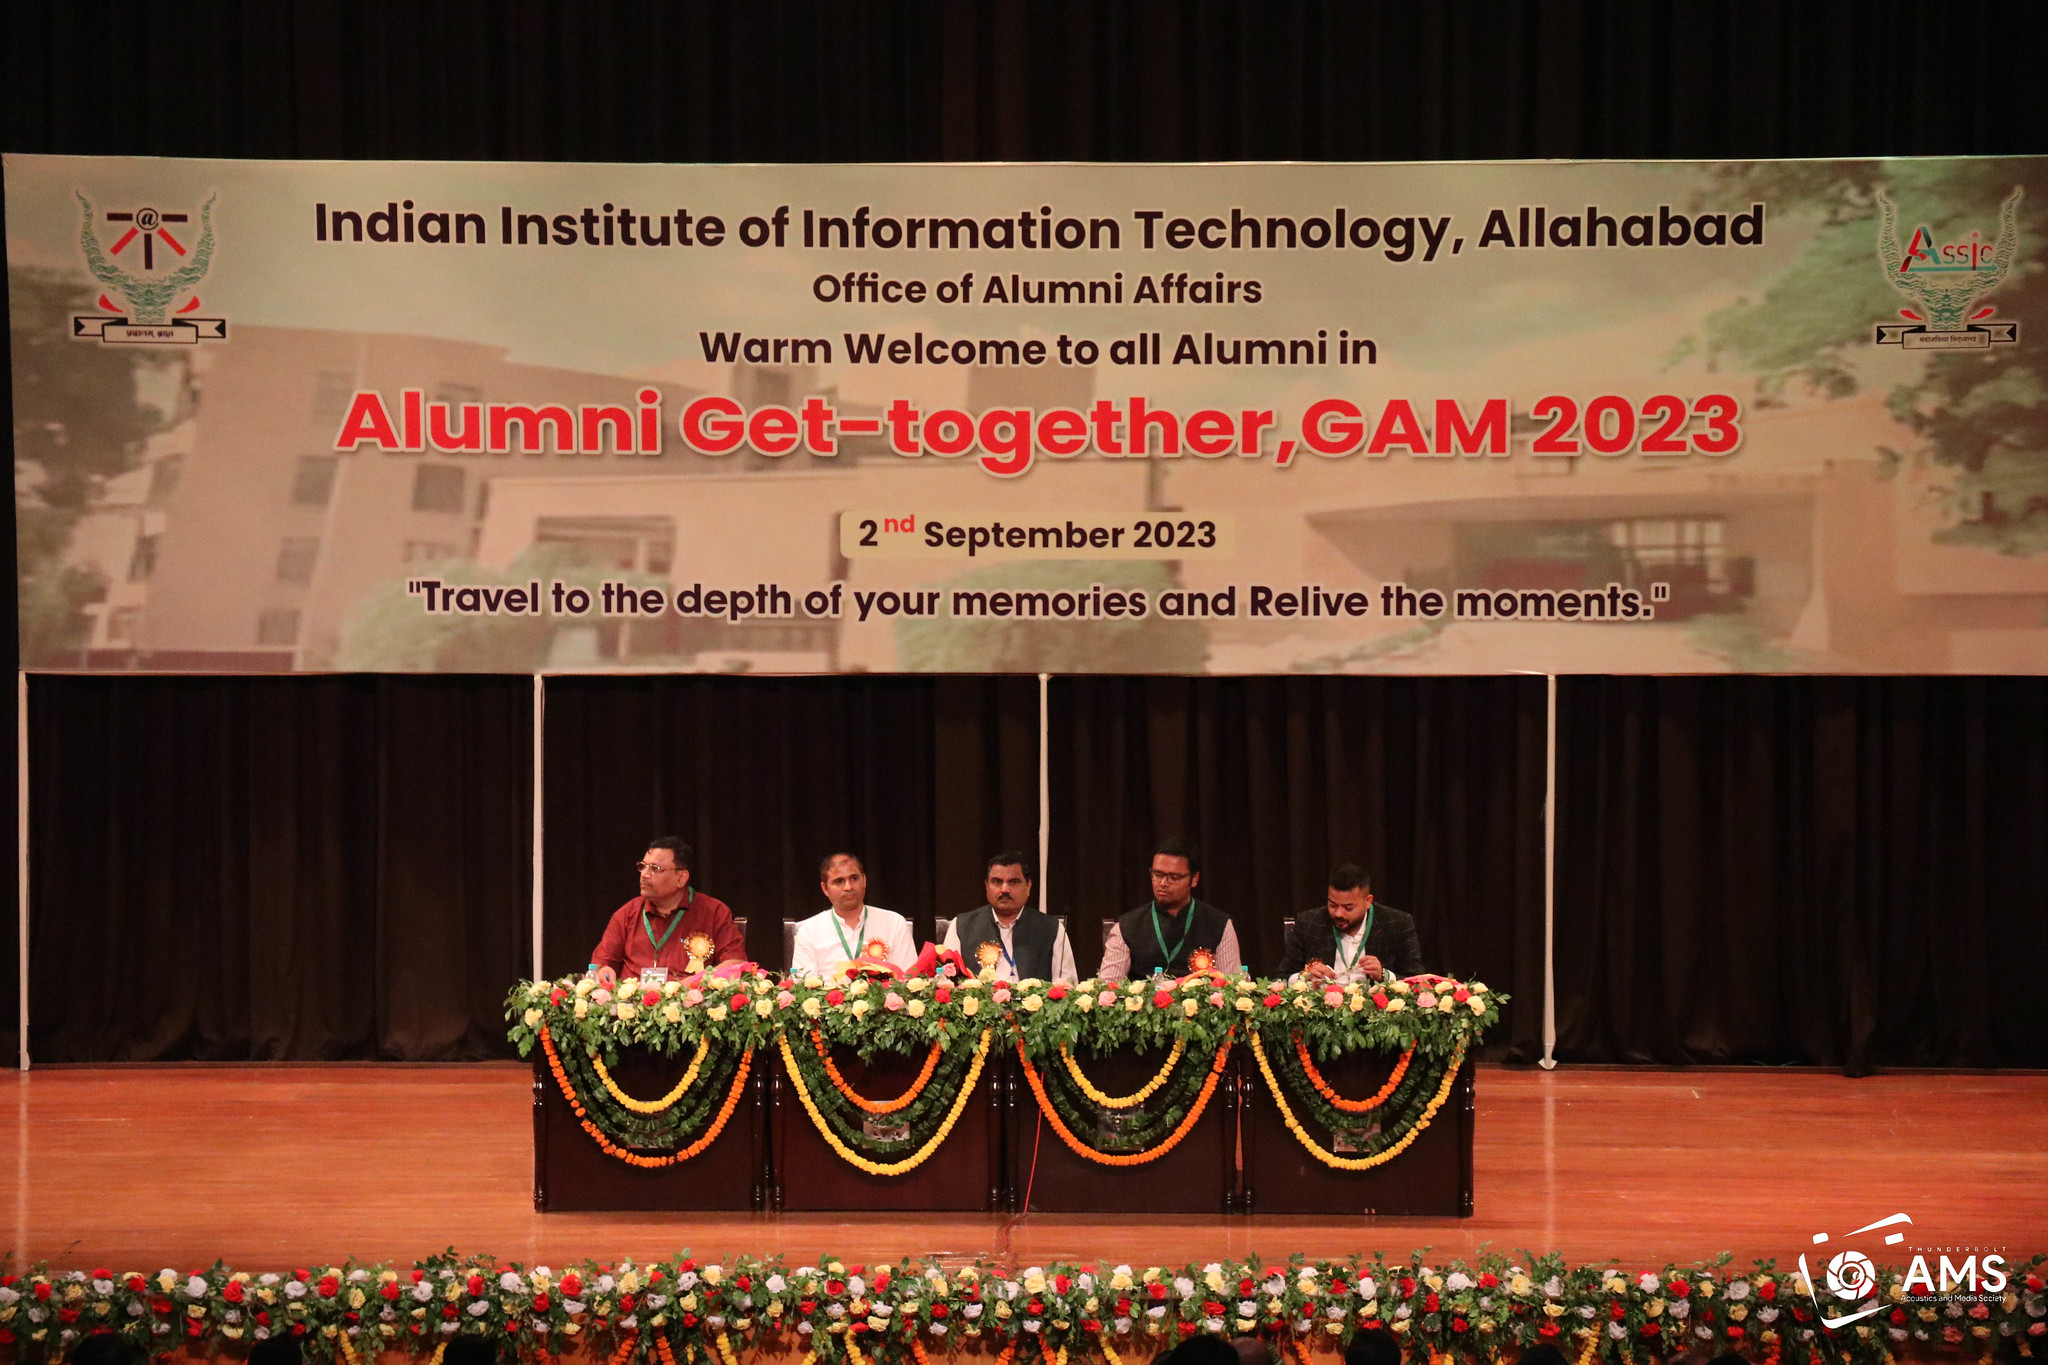 Indian Institute of Information Technology, Allahabad
Office of Alumni Affairs
Warm Welcome to all Alumni in
Alumni Get-together,GAM 2023
2nd September 2023
"Travel to the depth of your memories and Relive the moments."
@
Assic
THUNDERBOLT
AMS
Acoustics and Media Society